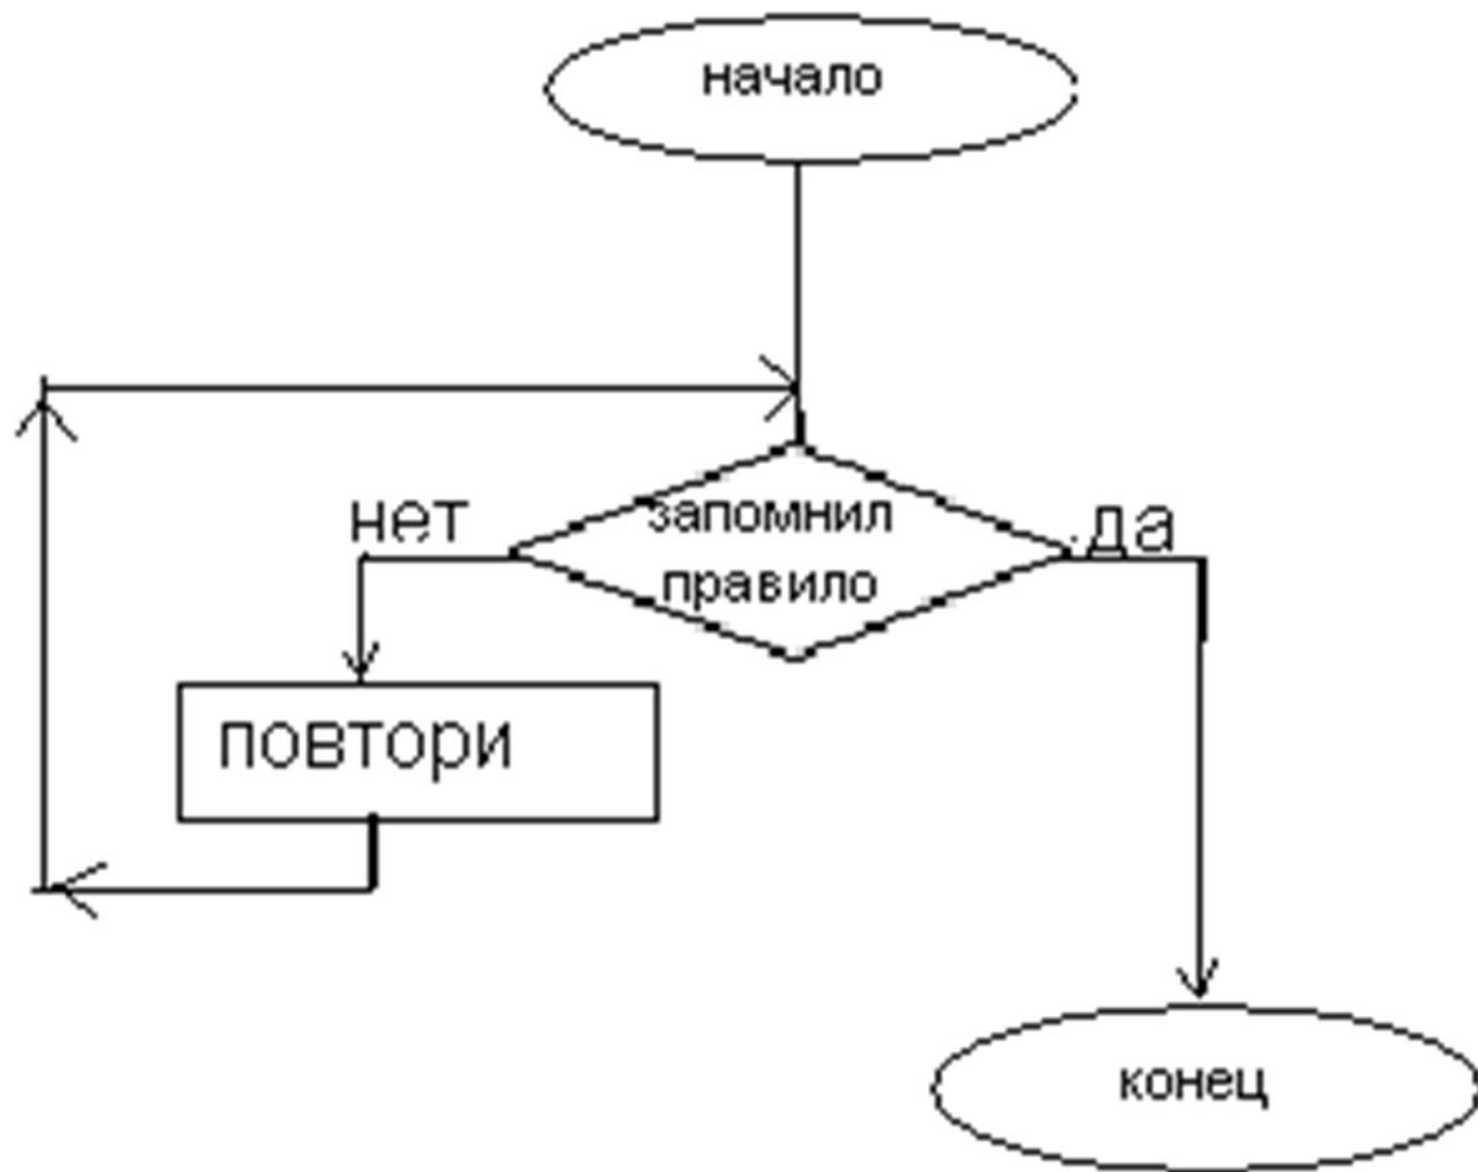 начало
нет
запомнил
правило
да
повтори
конец